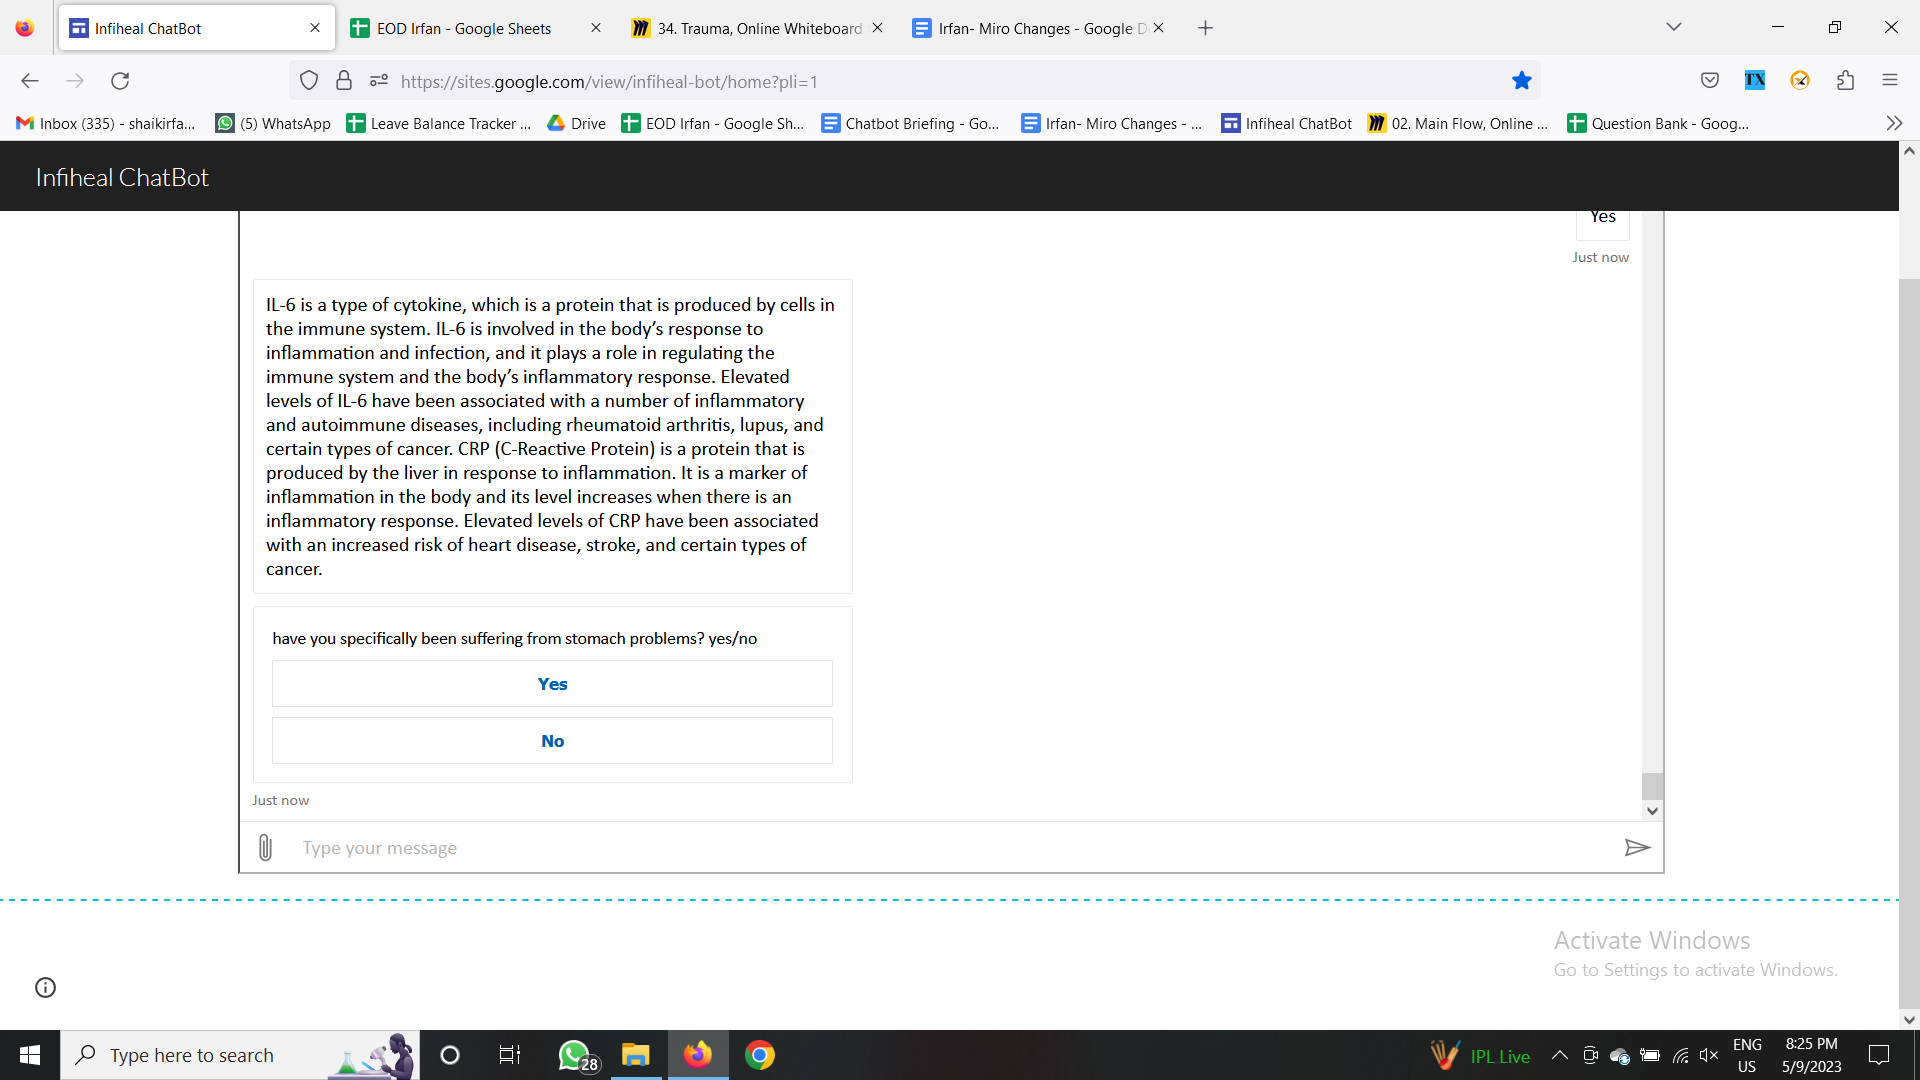 Infiheal ChatBot
EOD Irfan - Google Sheets
34. Trauma, Online Whiteboard
Irfan- Miro Changes - Google D
https://sites.google.com/view/infiheal-bot/home?pli=1
TX
Inbox (335) - shaikirfa...
(5) WhatsApp
Leave Balance Tracker ...
Drive
EOD Irfan - Google Sh...
Chatbot Briefing - Go...
Irfan- Miro Changes - ...
Infiheal ChatBot
02. Main Flow, Online ...
Question Bank - Goog...
Infiheal ChatBot
Yes
Just now
IL-6 is a type of cytokine, which is a protein that is produced by cells in
the immune system. IL-6 is involved in the body’s response to
inflammation and infection, and it plays a role in regulating the
immune system and the body’s inflammatory response. Elevated
levels of IL-6 have been associated with a number of inflammatory
and autoimmune diseases, including rheumatoid arthritis, lupus, and
certain types of cancer. CRP (C-Reactive Protein) is a protein that is
produced by the liver in response to inflammation. It is a marker of
inflammation in the body and its level increases when there is an
inflammatory response. Elevated levels of CRP have been associated
with an increased risk of heart disease, stroke, and certain types of
cancer.
have you specifically been suffering from stomach problems? yes/no
Yes
No
Just now
Type your message
Activate Windows
Go to Settings to activate Windows.
Type here to search
28
IPL Live
ENG
US
8:25 PM
5/9/2023